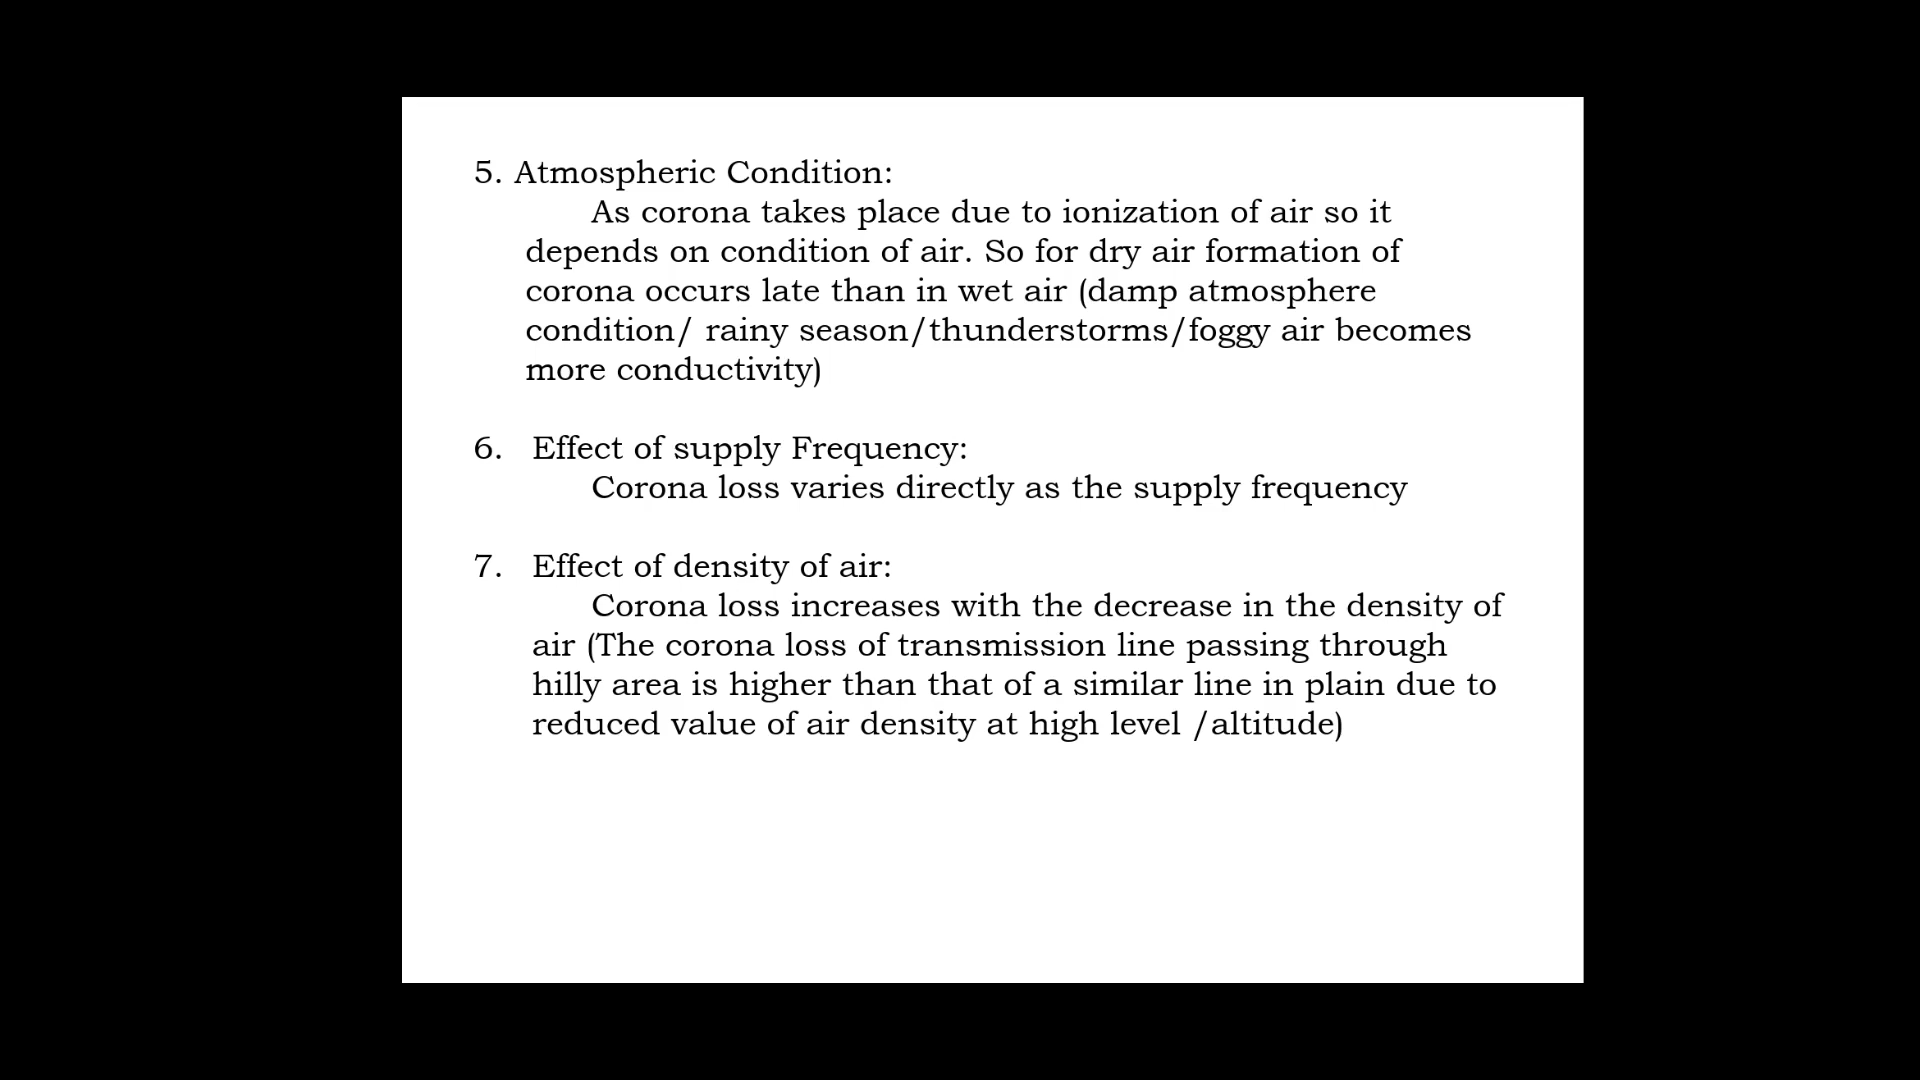 5. Atmospheric Condition:
As corona takes place due to ionization of air so it
depends on condition of air. So for dry air formation of
corona occurs late than in wet air (damp atmosphere
condition/ rainy season/thunderstorms/foggy air becomes
more conductivity)
6. Effect of supply Frequency:
Corona loss varies directly as the supply frequency
7. Effect of density of air:
Corona loss increases with the decrease in the density of
air (The corona loss of transmission line passing through
hilly area is higher than that of a similar line in plain due to
reduced value of air density at high level /altitude)